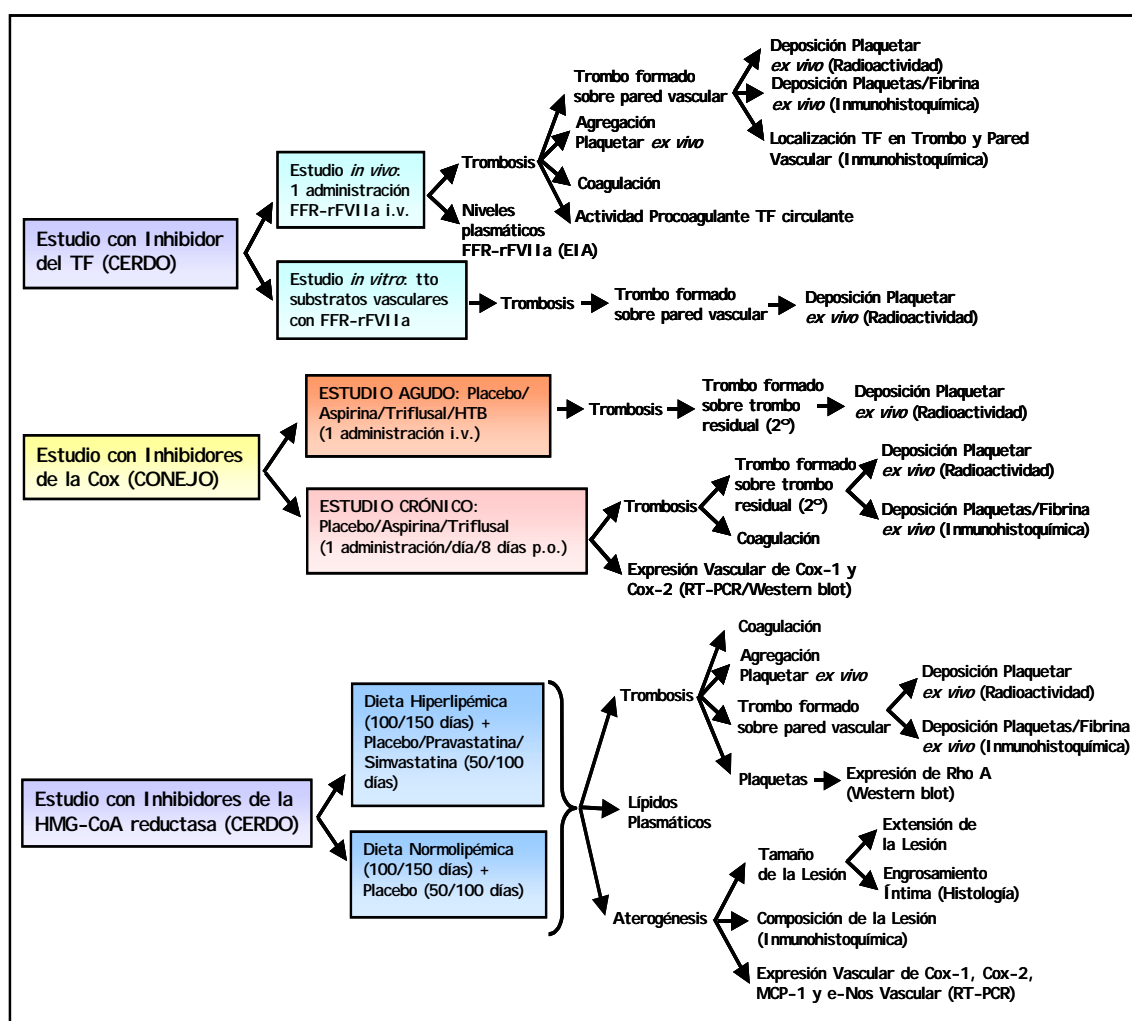 Estudio con Inhibidor
del TF (CERDO)
Estudio in vivo:
1 administración
FFR-rFVIIa i.v.
Trombosis
Trombo formado
sobre pared vascular
Deposición Plaquetar
ex vivo (Radioactividad)
Deposición Plaquetas/Fibrina
ex vivo (Inmunohistoquímica)
Localización TF en Trombo y Pared
Vascular (Inmunohistoquímica)
Agregación
Plaquetar ex vivo
Coagulación
Actividad Procoagulante TF circulante
Niveles
plasmáticos
FFR-rFVIIa (EIA)
Estudio in vitro: tto
substratos vasculares
con FFR-rFVIIa
Trombosis
Trombo formado
sobre pared vascular
Deposición Plaquetar
ex vivo (Radioactividad)
Estudio con Inhibidores
de la Cox (CONEJO)
ESTUDIO AGUDO: Placebo/
Aspirina/Triflusal/HTB
(1 administración i.v.)
Trombosis
Trombo formado
sobre trombo
residual (2º)
Deposición Plaquetar
ex vivo (Radioactividad)
ESTUDIO CRÓNICO:
Placebo/Aspirina/Triflusal
(1 administración/día/8 días p.o.)
Trombosis
Trombo formado
sobre trombo
residual (2º)
Deposición Plaquetar
ex vivo (Radioactividad)
Deposición Plaquetas/Fibrina
ex vivo (Inmunohistoquímica)
Coagulación
Expresión Vascular de Cox-1 y
Cox-2 (RT-PCR/Western blot)
Estudio con Inhibidores de la
HMG-CoA reductasa (CERDO)
Dieta Hiperlipémica
(100/150 días) +
Placebo/Pravastatina/
Simvastatina (50/100
días)
Dieta Normolipémica
(100/150 días) +
Placebo (50/100 días)
Trombosis
Coagulación
Agregación
Plaquetar ex vivo
Trombo formado
sobre pared vascular
Deposición Plaquetar
ex vivo (Radioactividad)
Deposición Plaquetas/Fibrina
ex vivo (Inmunohistoquímica)
Plaquetas
Expresión de Rho A
(Western blot)
Lípidos
Plasmáticos
Aterogénesis
Tamaño
de la Lesión
Extensión de
la Lesión
Engrosamiento
Íntima (Histología)
Composición de la Lesión
(Inmunohistoquímica)
Expresión Vascular de Cox-1, Cox-2,
MCP-1 y e-Nos Vascular (RT-PCR)